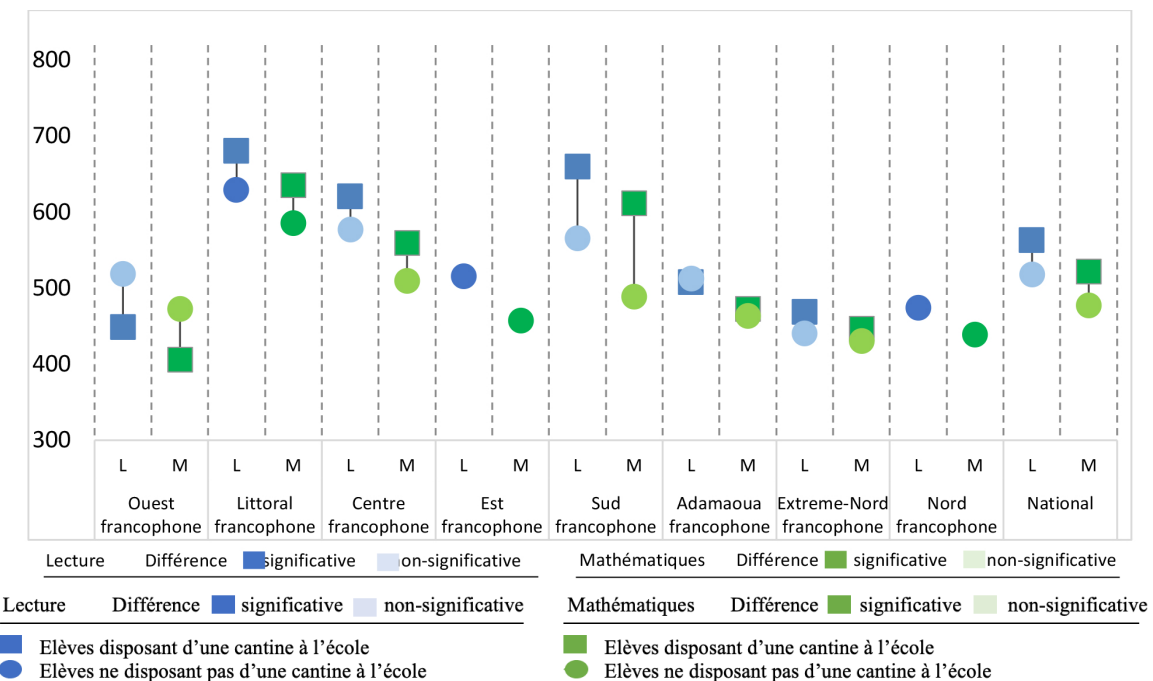 800
700
600
500
400
300
L M L M L M L M L M L M L M L M L M
Ouest Littoral Centre Est Sud Adamaoua Extreme-Nord Nord National
francophone francophone francophone francophone francophone francophone francophone francophone
Lecture Différence significative non-significative Mathématiques Différence significative non-significative
Lecture Différence significative non-significative Mathématiques Différence significative non-significative
Elèves disposant d’une cantine à l’école Elèves disposant d’une cantine à l’école
Elèves ne disposant pas d’une cantine à l’école Elèves ne disposant pas d’une cantine à l’école